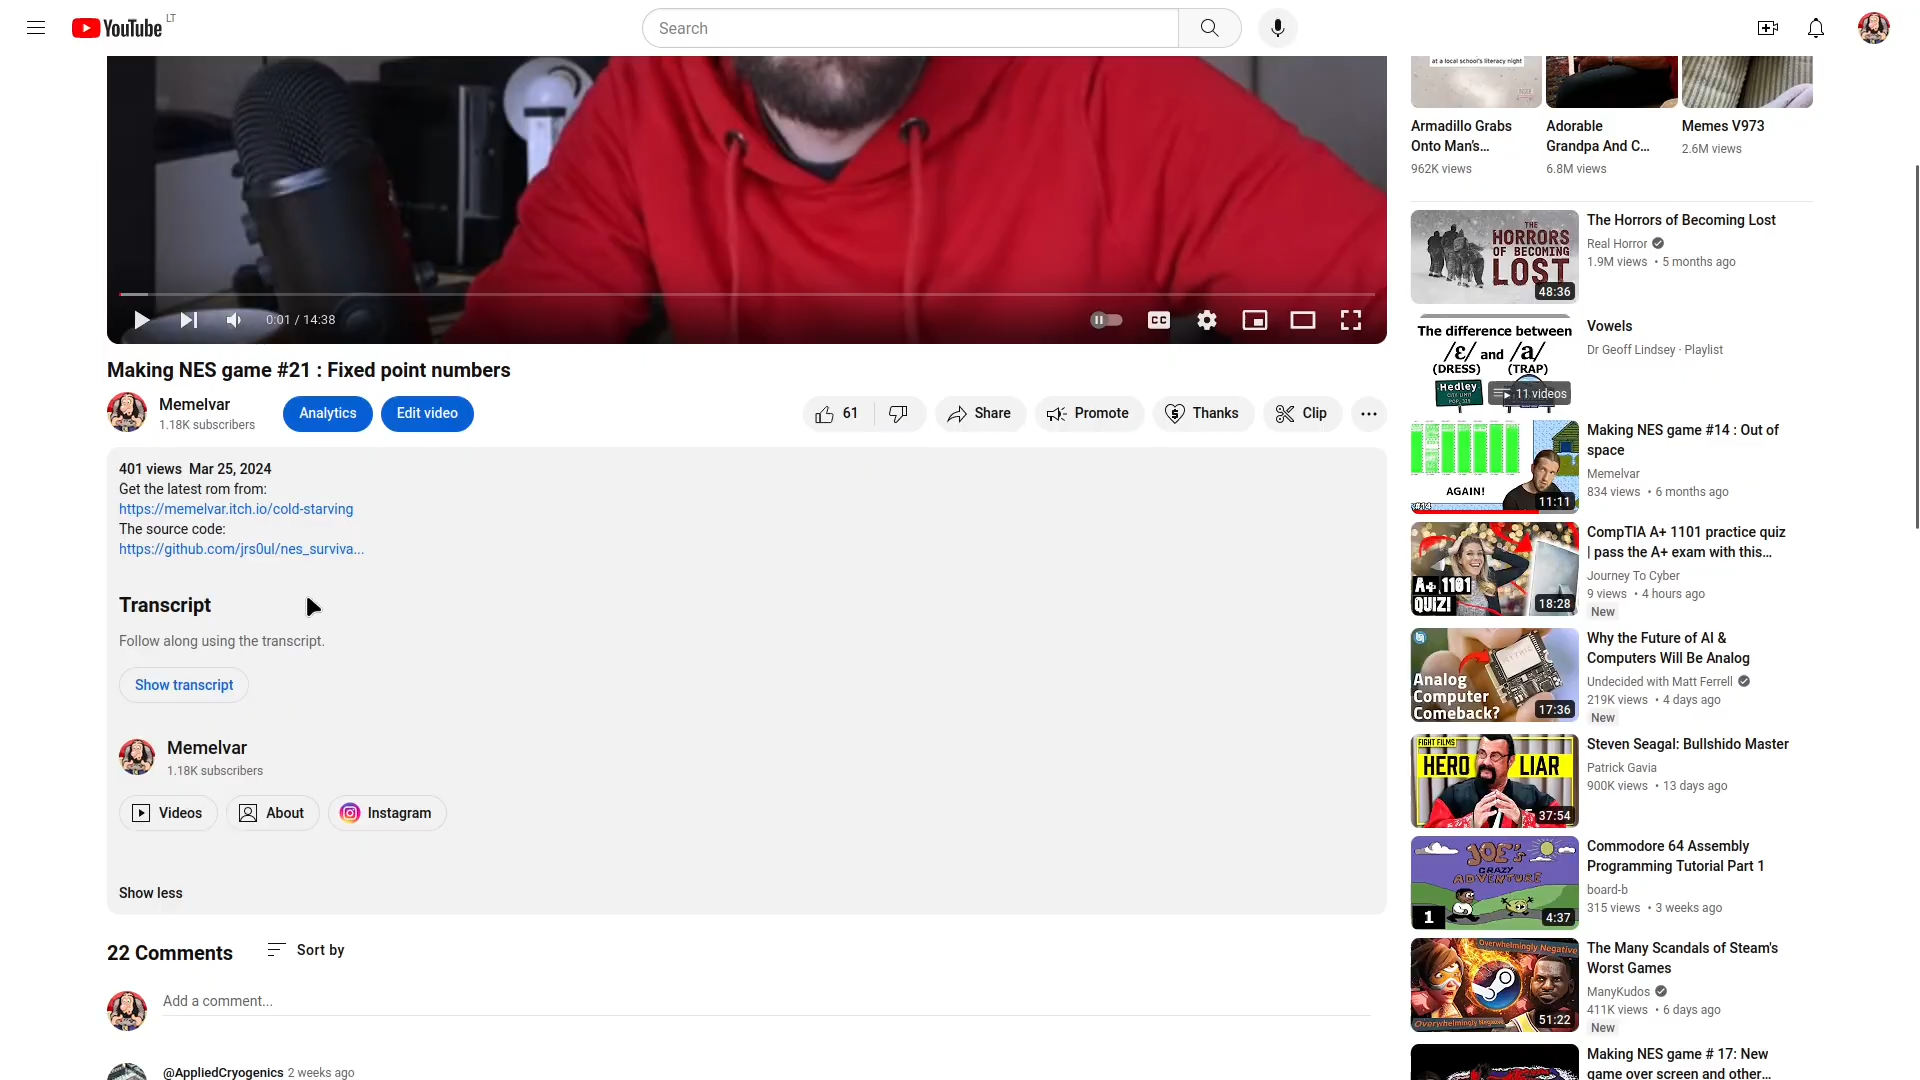 YouTube LT
Search
at a local school's literacy night
Armadillo Grabs
Onto Man's...
962K views
Adorable
Grandpa And C...
6.8M views
Memes V973
2.6M views
0:01 / 14:38
CC
Making NES game #21 : Fixed point numbers
Memelvar
1.18K subscribers
Analytics
Edit video
61
Share
Promote
Thanks
Clip
401 views Mar 25, 2024
Get the latest rom from:
https://memelvar.itch.io/cold-starving
The source code:
https://github.com/jrs0ul/nes_surviva...
Transcript
Follow along using the transcript.
Show transcript
Memelvar
1.18K subscribers
Videos
About
Instagram
Show less
22 Comments
Sort by
Add a comment...
@AppliedCryogenics 2 weeks ago
THE
HORRORS
OF BECOMING
LOST
48:36
The Horrors of Becoming Lost
Real Horror
1.9M views • 5 months ago
The difference between
/ɛ/ and /a/
(DRESS) (TRAP)
Hedley
11 videos
Vowels
Dr Geoff Lindsey · Playlist
AGAIN!
#14
11:11
Making NES game #14 : Out of
space
Memelvar
834 views • 6 months ago
A+ 1101
QUIZ!
18:28
CompTIA A+ 1101 practice quiz
| pass the A+ exam with this...
Journey To Cyber
9 views • 4 hours ago
New
Analog
Computer
Comeback?
17:36
Why the Future of AI &
Computers Will Be Analog
Undecided with Matt Ferrell
219K views • 4 days ago
New
FIGHT FILMS
HERO LIAR
37:54
Steven Seagal: Bullshido Master
Patrick Gavia
900K views • 13 days ago
JOE'S
CRAZY
ADVENTURE
1
4:37
Commodore 64 Assembly
Programming Tutorial Part 1
board-b
315 views • 3 weeks ago
Overwhelmingly Negative
Overwhelmingly Negative
51:22
The Many Scandals of Steam's
Worst Games
ManyKudos
411K views • 6 days ago
New
Making NES game # 17: New
game over screen and other...